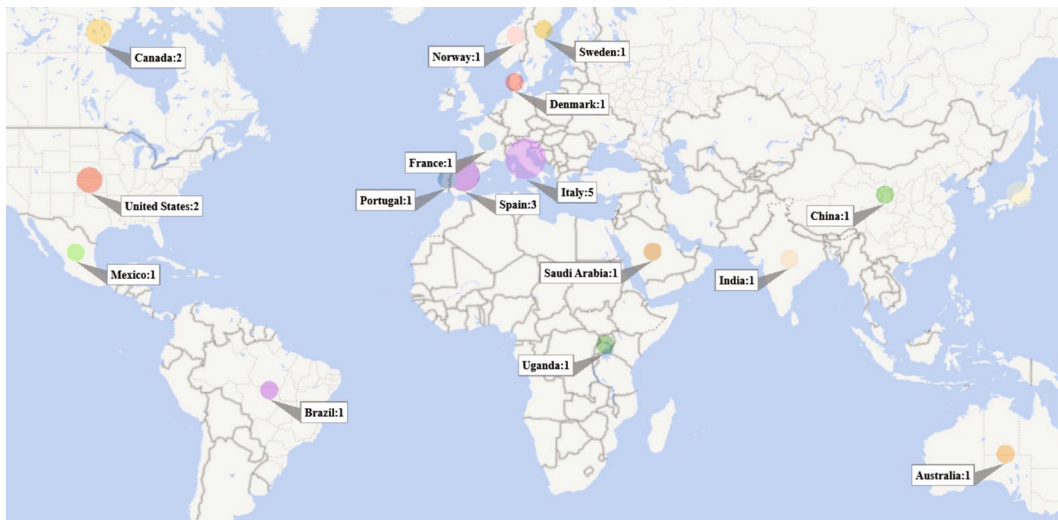 Canada:2
Norway:1
Sweden:1
Denmark:1
France:1
Portugal:1
Spain:3
Italy:5
United States:2
China:1
Mexico:1
Saudi Arabia:1
India:1
Uganda:1
Brazil:1
Australia:1